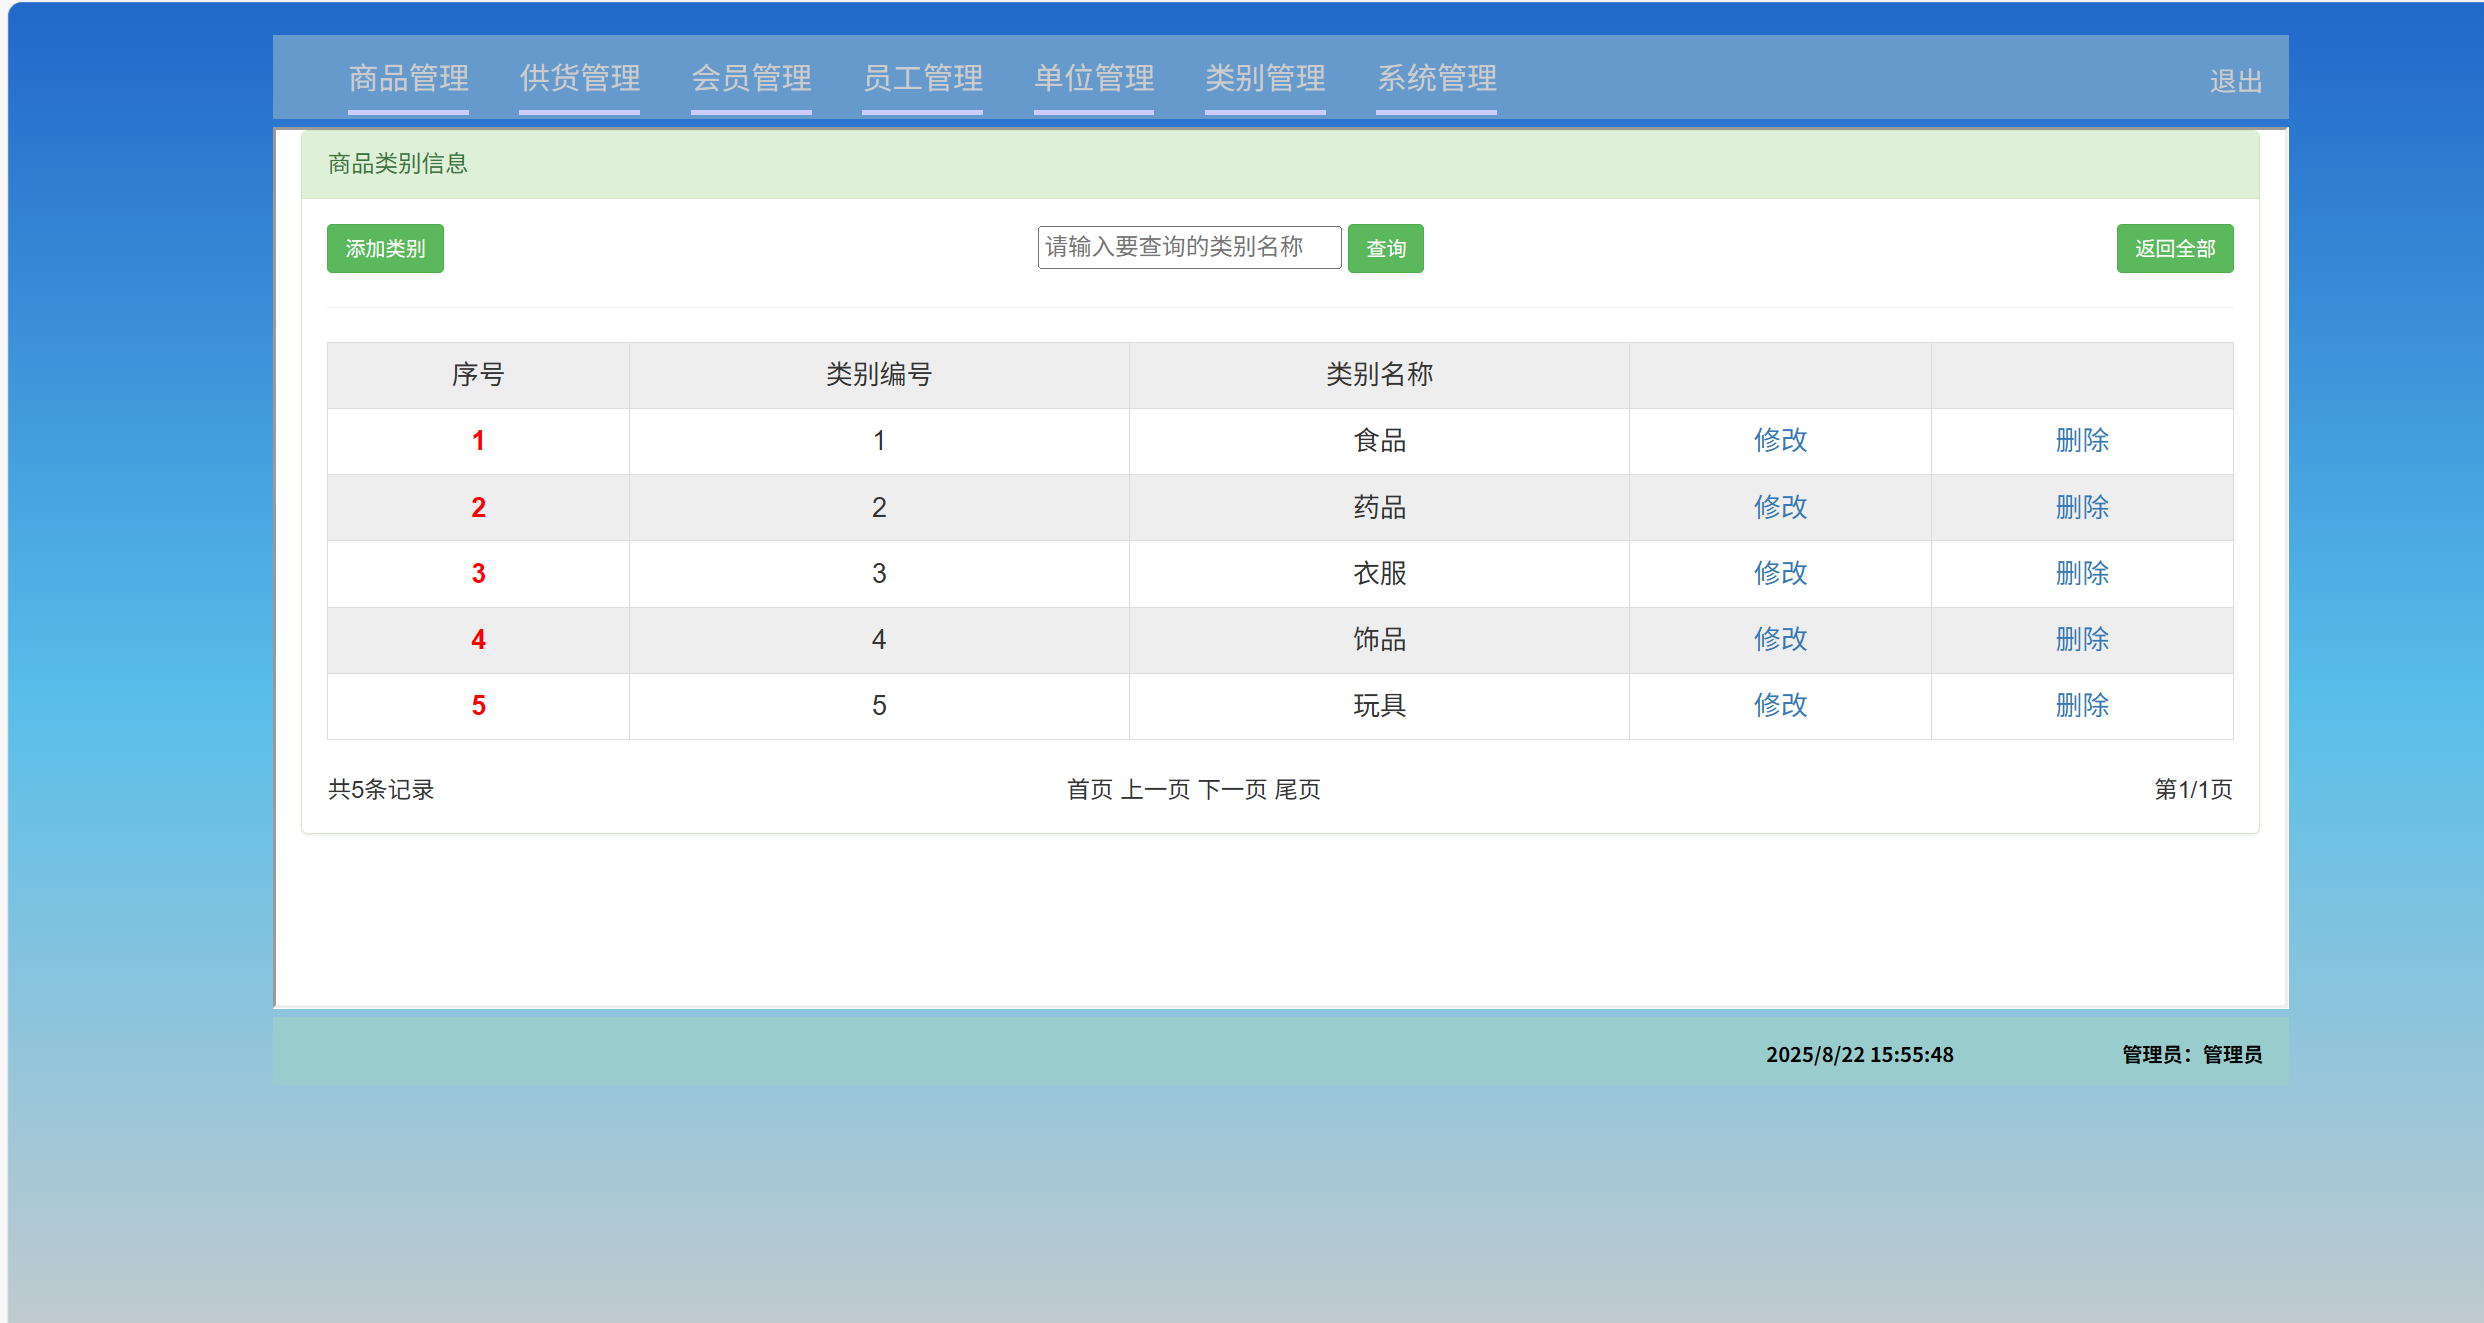 商品管理 供货管理 会员管理 员工管理 单位管理 类别管理 系统管理 退出
商品类别信息
添加类别 请输入要查询的类别名称 查询 返回全部
序号 类别编号 类别名称
1 1 食品 修改 删除
2 2 药品 修改 删除
3 3 衣服 修改 删除
4 4 饰品 修改 删除
5 5 玩具 修改 删除
共5条记录 首页 上一页 下一页 尾页 第1/1页
2025/8/22 15:55:48 管理员：管理员